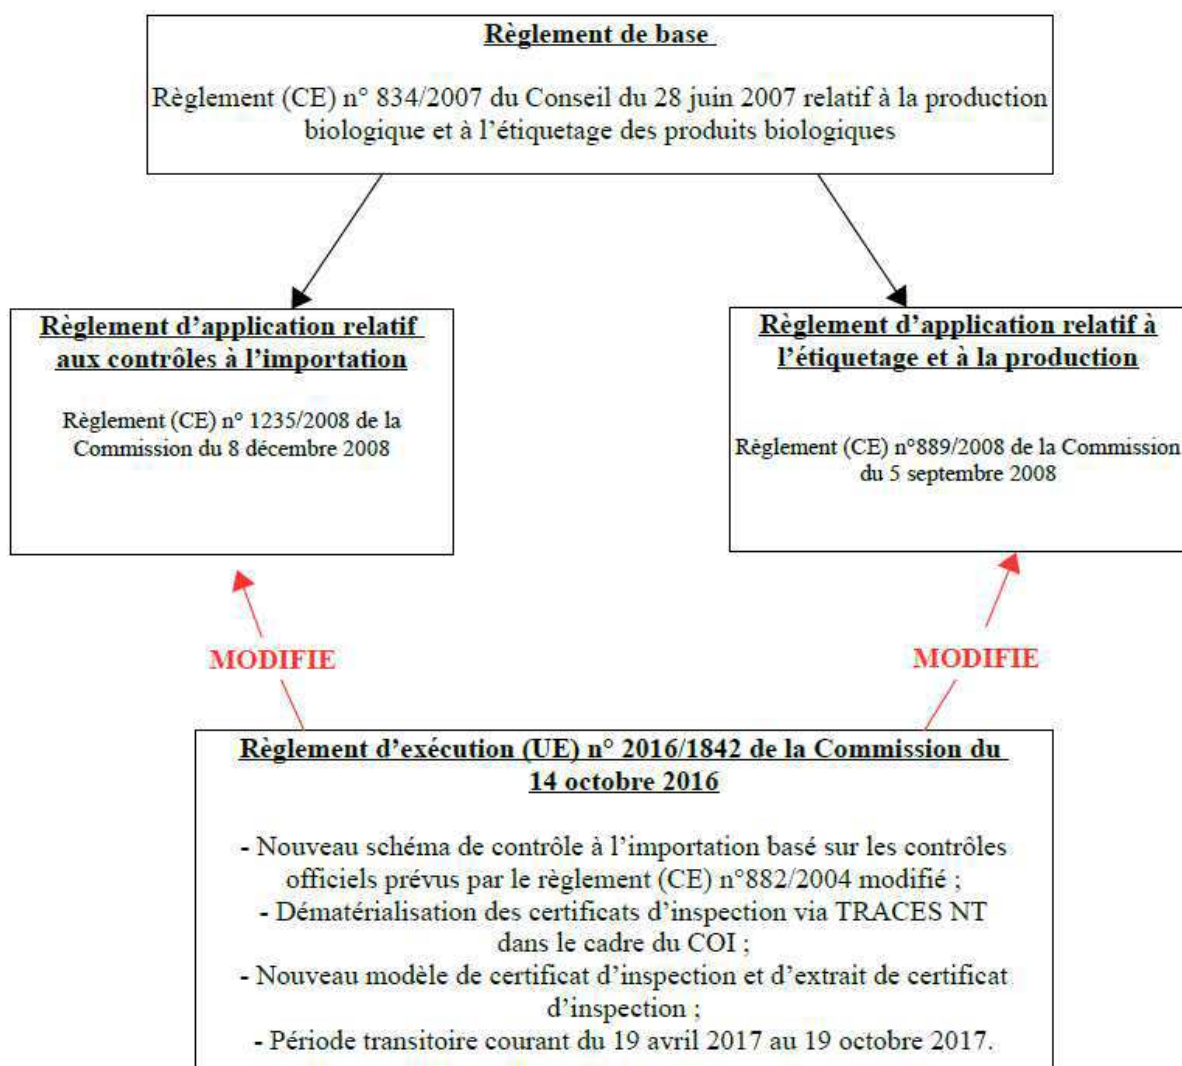 Règlement de base
Règlement (CE) n° 834/2007 du Conseil du 28 juin 2007 relatif à la production
biologique et à l’étiquetage des produits biologiques
Règlement d’application relatif
aux contrôles à l’importation
Règlement (CE) n° 1235/2008 de la
Commission du 8 décembre 2008
Règlement d’application relatif à
l’étiquetage et à la production
Règlement (CE) n°889/2008 de la Commission
du 5 septembre 2008
MODIFIE
MODIFIE
Règlement d’exécution (UE) n° 2016/1842 de la Commission du
14 octobre 2016
- Nouveau schéma de contrôle à l’importation basé sur les contrôles
officiels prévus par le règlement (CE) n°882/2004 modifié ;
- Dématérialisation des certificats d’inspection via TRACES NT
dans le cadre du COI ;
- Nouveau modèle de certificat d’inspection et d’extrait de certificat
d’inspection ;
- Période transitoire courant du 19 avril 2017 au 19 octobre 2017.